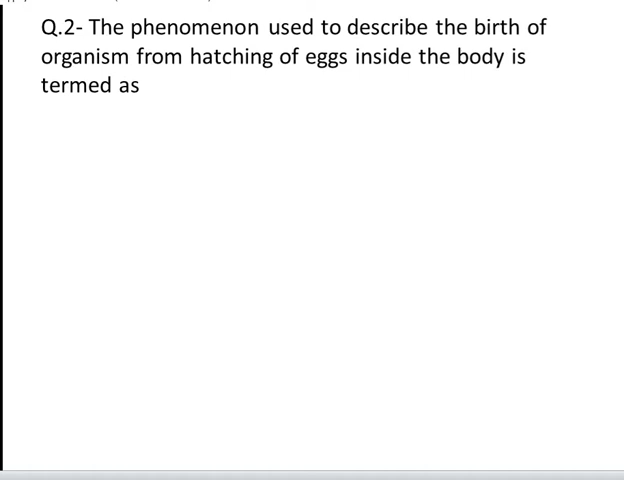 Q.2- The phenomenon used to describe the birth of
organism from hatching of eggs inside the body is
termed as